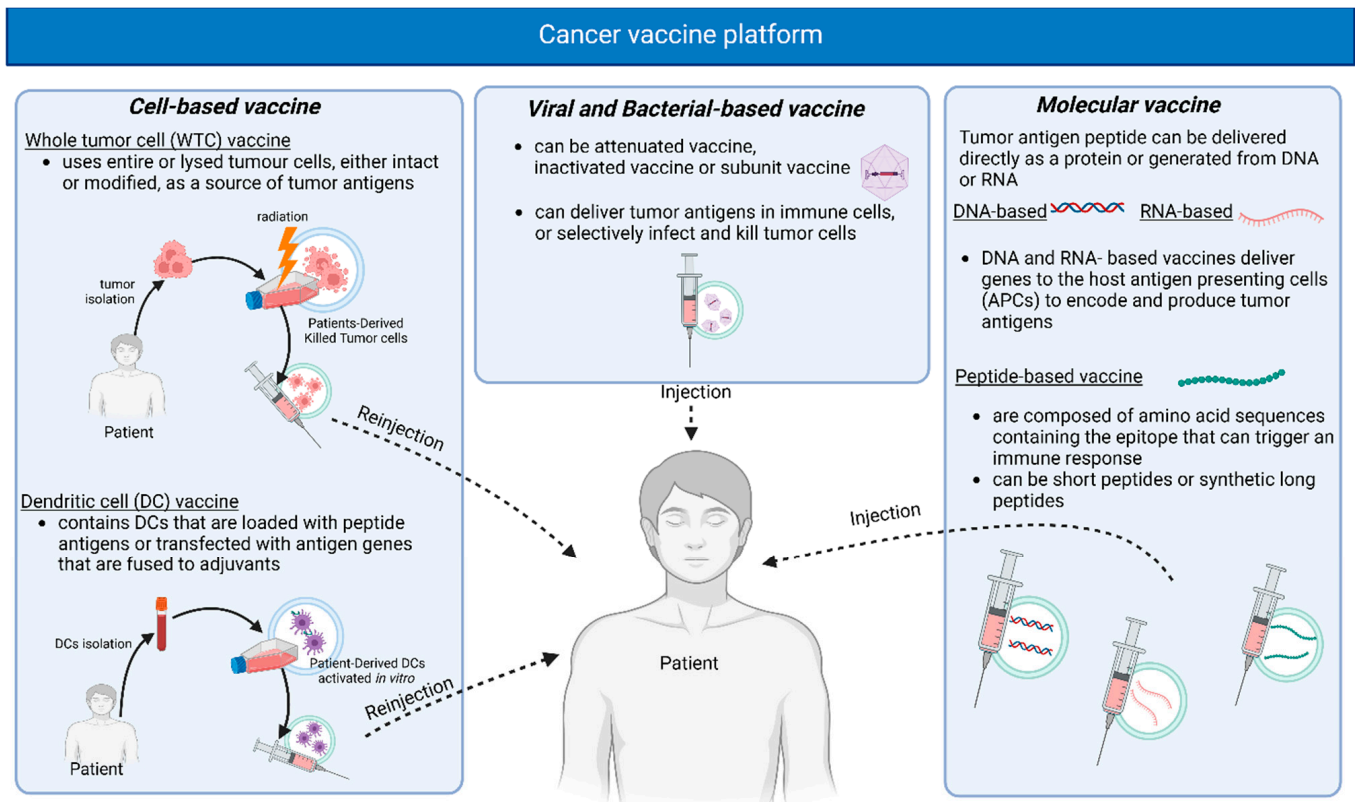 Cancer vaccine platform
Cell-based vaccine
Whole tumor cell (WTC) vaccine
• uses entire or lysed tumour cells, either intact
or modified, as a source of tumor antigens
radiation
tumor
isolation
Patients-Derived
Killed Tumor cells
Patient
Reinjection
Dendritic cell (DC) vaccine
• contains DCs that are loaded with peptide
antigens or transfected with antigen genes
that are fused to adjuvants
DCs isolation
Patient-Derived DCs
activated in vitro
Patient
Reinjection
Viral and Bacterial-based vaccine
• can be attenuated vaccine,
inactivated vaccine or subunit vaccine
• can deliver tumor antigens in immune cells,
or selectively infect and kill tumor cells
Injection
Patient
Molecular vaccine
Tumor antigen peptide can be delivered
directly as a protein or generated from DNA
or RNA
DNA-based RNA-based
• DNA and RNA- based vaccines deliver
genes to the host antigen presenting cells
(APCs) to encode and produce tumor
antigens
Peptide-based vaccine
• are composed of amino acid sequences
containing the epitope that can trigger an
immune response
• can be short peptides or synthetic long
peptides
Injection